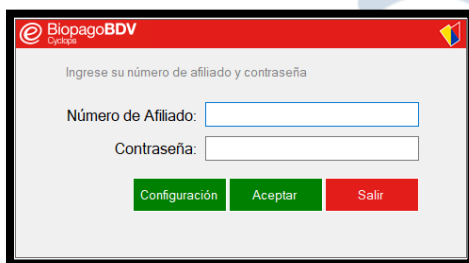 BiopagoBDV
Cyclops
Ingrese su número de afiliado y contraseña
Número de Afiliado:
Contraseña:
Configuración Aceptar Salir